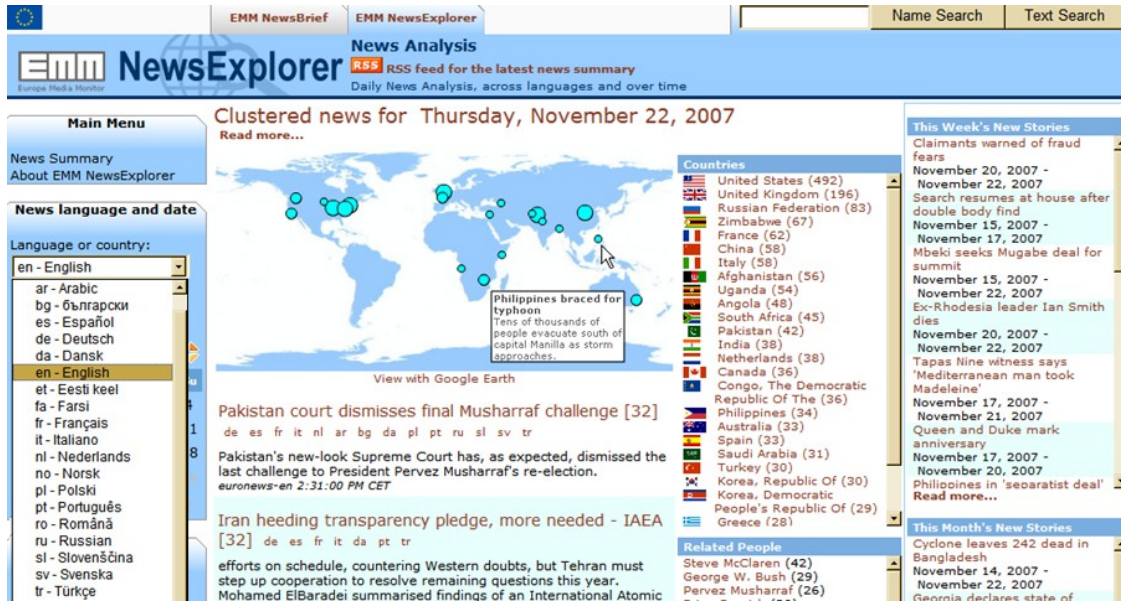 EMM NewsBrief
EMM NewsExplorer
Name Search
Text Search
EMM
Europe Media Monitor
NewsExplorer
News Analysis
RSS RSS feed for the latest news summary
Daily News Analysis, across languages and over time
Main Menu
News Summary
About EMM NewsExplorer
News language and date
Language or country:
en - English
ar - Arabic
bg - български
es - Español
de - Deutsch
da - Dansk
en - English
et - Eesti keel
fa - Farsi
fr - Français
it - Italiano
nl - Nederlands
no - Norsk
pl - Polski
pt - Português
ro - Română
ru - Russian
sl - Slovenščina
sv - Svenska
tr - Türkçe
Clustered news for Thursday, November 22, 2007
Read more...
Philippines braced for
typhoon
Tens of thousands of
people evacuate south of
capital Manilla as storm
approaches.
View with Google Earth
Pakistan court dismisses final Musharraf challenge [32]
de es fr it nl ar bg da pl pt ru sl sv tr
Pakistan's new-look Supreme Court has, as expected, dismissed the
last challenge to President Pervez Musharraf's re-election.
euronews-en 2:31:00 PM CET
Iran heeding transparency pledge, more needed - IAEA
[32] de es fr it da pt tr
efforts on schedule, countering Western doubts, but Tehran must
step up cooperation to resolve remaining questions this year.
Mohamed ElBaradei summarised findings of an International Atomic
Countries
United States (492)
United Kingdom (196)
Russian Federation (83)
Zimbabwe (67)
France (62)
China (58)
Italy (58)
Afghanistan (56)
Uganda (54)
Angola (48)
South Africa (45)
Pakistan (42)
India (38)
Netherlands (38)
Canada (36)
Congo, The Democratic
Republic Of The (36)
Philippines (34)
Australia (33)
Spain (33)
Saudi Arabia (31)
Turkey (30)
Korea, Republic Of (30)
Korea, Democratic
People's Republic Of (29)
Greece (28)
Related People
Steve McClaren (42)
George W. Bush (29)
Pervez Musharraf (26)
This Week's New Stories
Claimants warned of fraud
fears
November 20, 2007 -
November 22, 2007
Search resumes at house after
double body find
November 15, 2007 -
November 17, 2007
Mbeki seeks Mugabe deal for
summit
November 15, 2007 -
November 22, 2007
Ex-Rhodesia leader Ian Smith
dies
November 20, 2007 -
November 22, 2007
Tapas Nine witness says
'Mediterranean man took
Madeleine'
November 17, 2007 -
November 21, 2007
Queen and Duke mark
anniversary
November 17, 2007 -
November 20, 2007
Philippines in 'separatist deal'
Read more...
This Month's New Stories
Cyclone leaves 242 dead in
Bangladesh
November 14, 2007 -
November 22, 2007
Georgia declares state of